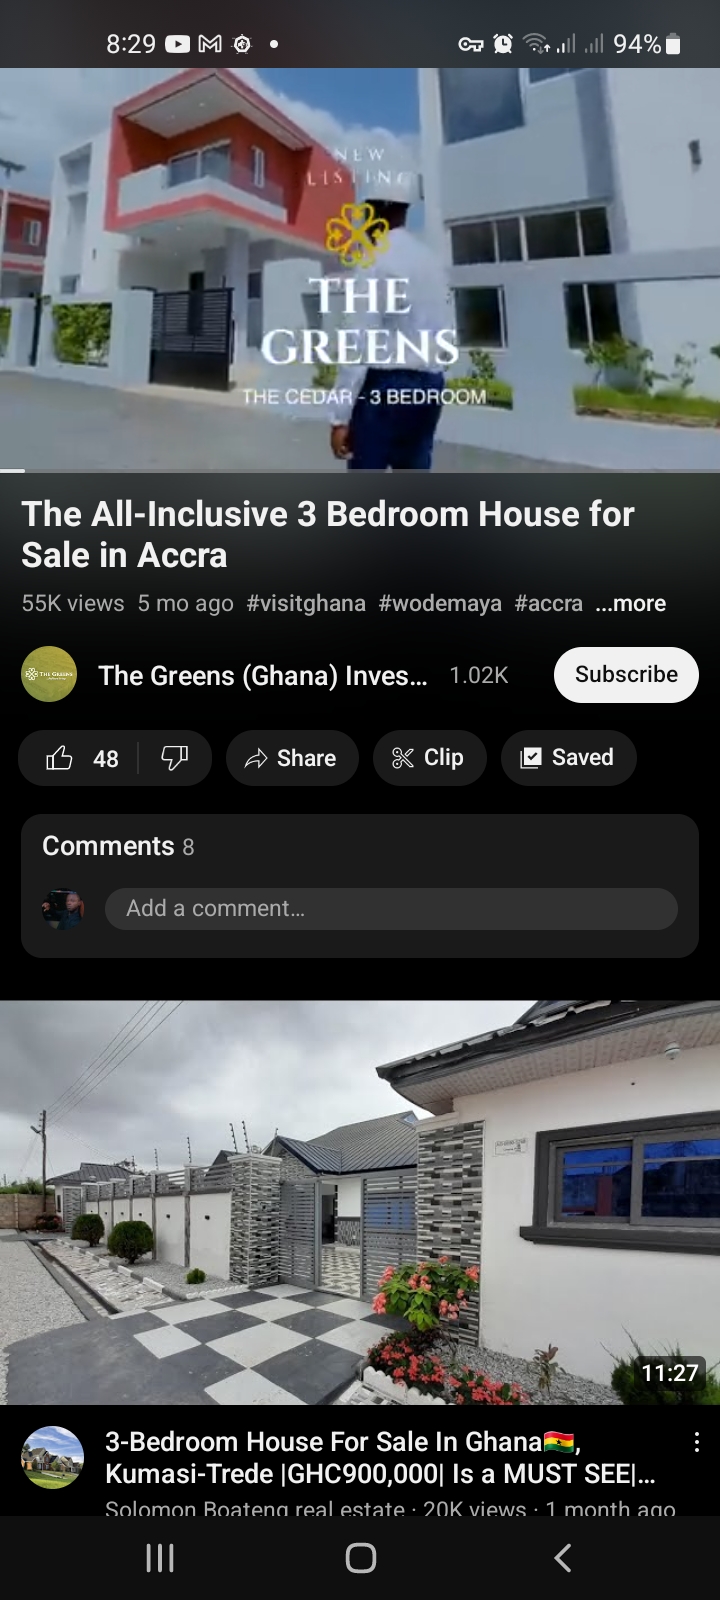 8:29
94%
NEW
LISTING
THE
GREENS
THE CEDAR - 3 BEDROOM
The All-Inclusive 3 Bedroom House for
Sale in Accra
55K views 5 mo ago #visitghana #wodemaya #accra ...more
THE GREENS
The Greens (Ghana) Inves... 1.02K
Subscribe
48
Share
Clip
Saved
Comments 8
Add a comment...
11:27
3-Bedroom House For Sale In Ghana🇬🇭,
Kumasi-Trede |GHC900,000| Is a MUST SEE|...
Solomon Boateng real estate · 20K views · 1 month ago